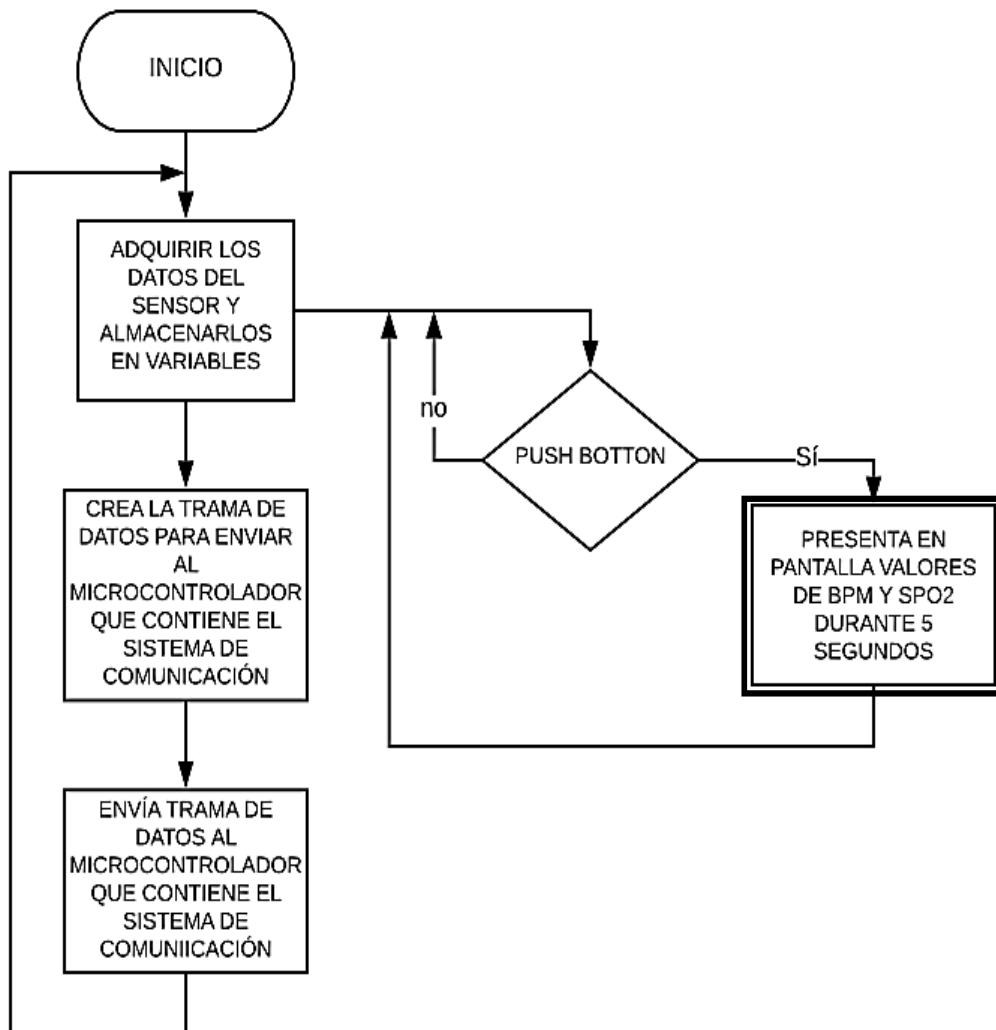 INICIO
ADQUIRIR LOS
DATOS DEL
SENSOR Y
ALMACENARLOS
EN VARIABLES
no
PUSH BOTTON
Sí
CREA LA TRAMA DE
DATOS PARA ENVIAR
AL
MICROCONTROLADOR
QUE CONTIENE EL
SISTEMA DE
COMUNICACIÓN
PRESENTA EN
PANTALLA VALORES
DE BPM Y SPO2
DURANTE 5
SEGUNDOS
ENVÍA TRAMA DE
DATOS AL
MICROCONTROLADOR
QUE CONTIENE EL
SISTEMA DE
COMUNIICACIÓN